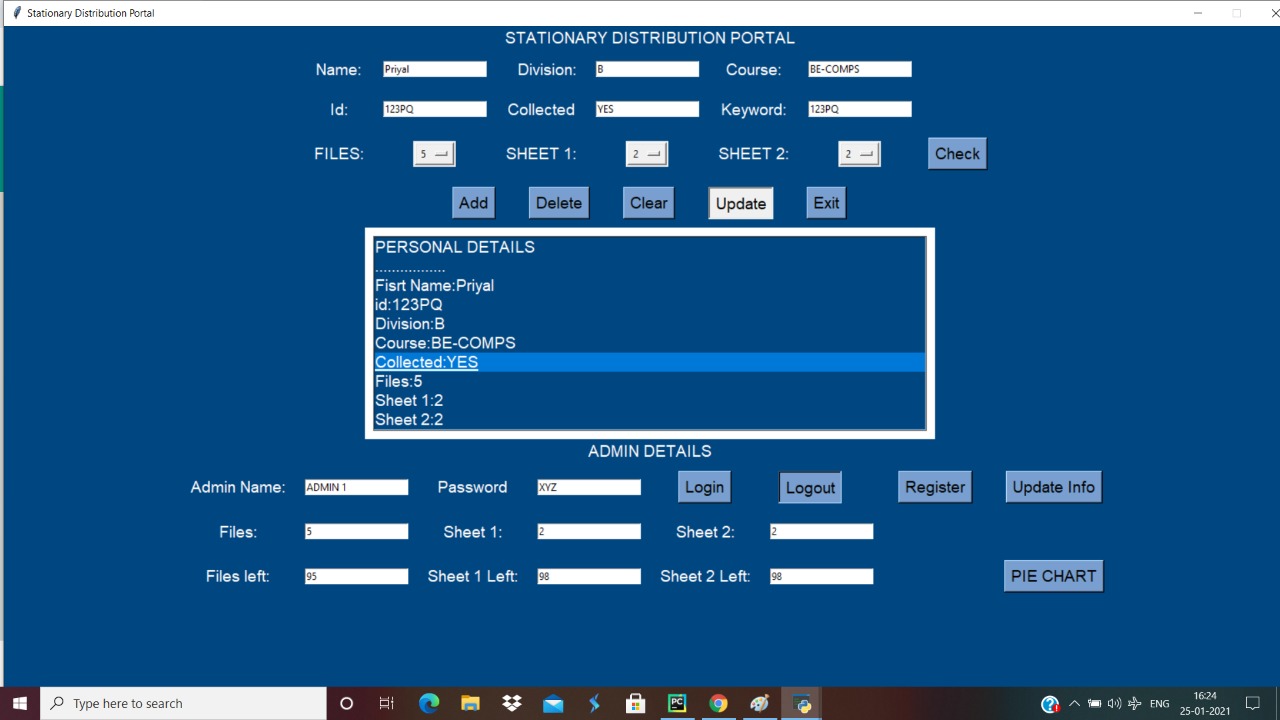 Stationary Distribution Portal
STATIONARY DISTRIBUTION PORTAL
Name: Priyal Division: B Course: BE-COMPS
Id: 123PQ Collected YES Keyword: 123PQ
FILES: 5 SHEET 1: 2 SHEET 2: 2 Check
Add Delete Clear Update Exit
PERSONAL DETAILS
.................
Fisrt Name:Priyal
id:123PQ
Division:B
Course:BE-COMPS
Collected:YES
Files:5
Sheet 1:2
Sheet 2:2
ADMIN DETAILS
Admin Name: ADMIN 1 Password XYZ Login Logout Register Update Info
Files: 5 Sheet 1: 2 Sheet 2: 2
Files left: 95 Sheet 1 Left: 98 Sheet 2 Left: 98 PIE CHART
Type here to search PC ENG 16:24
25-01-2021